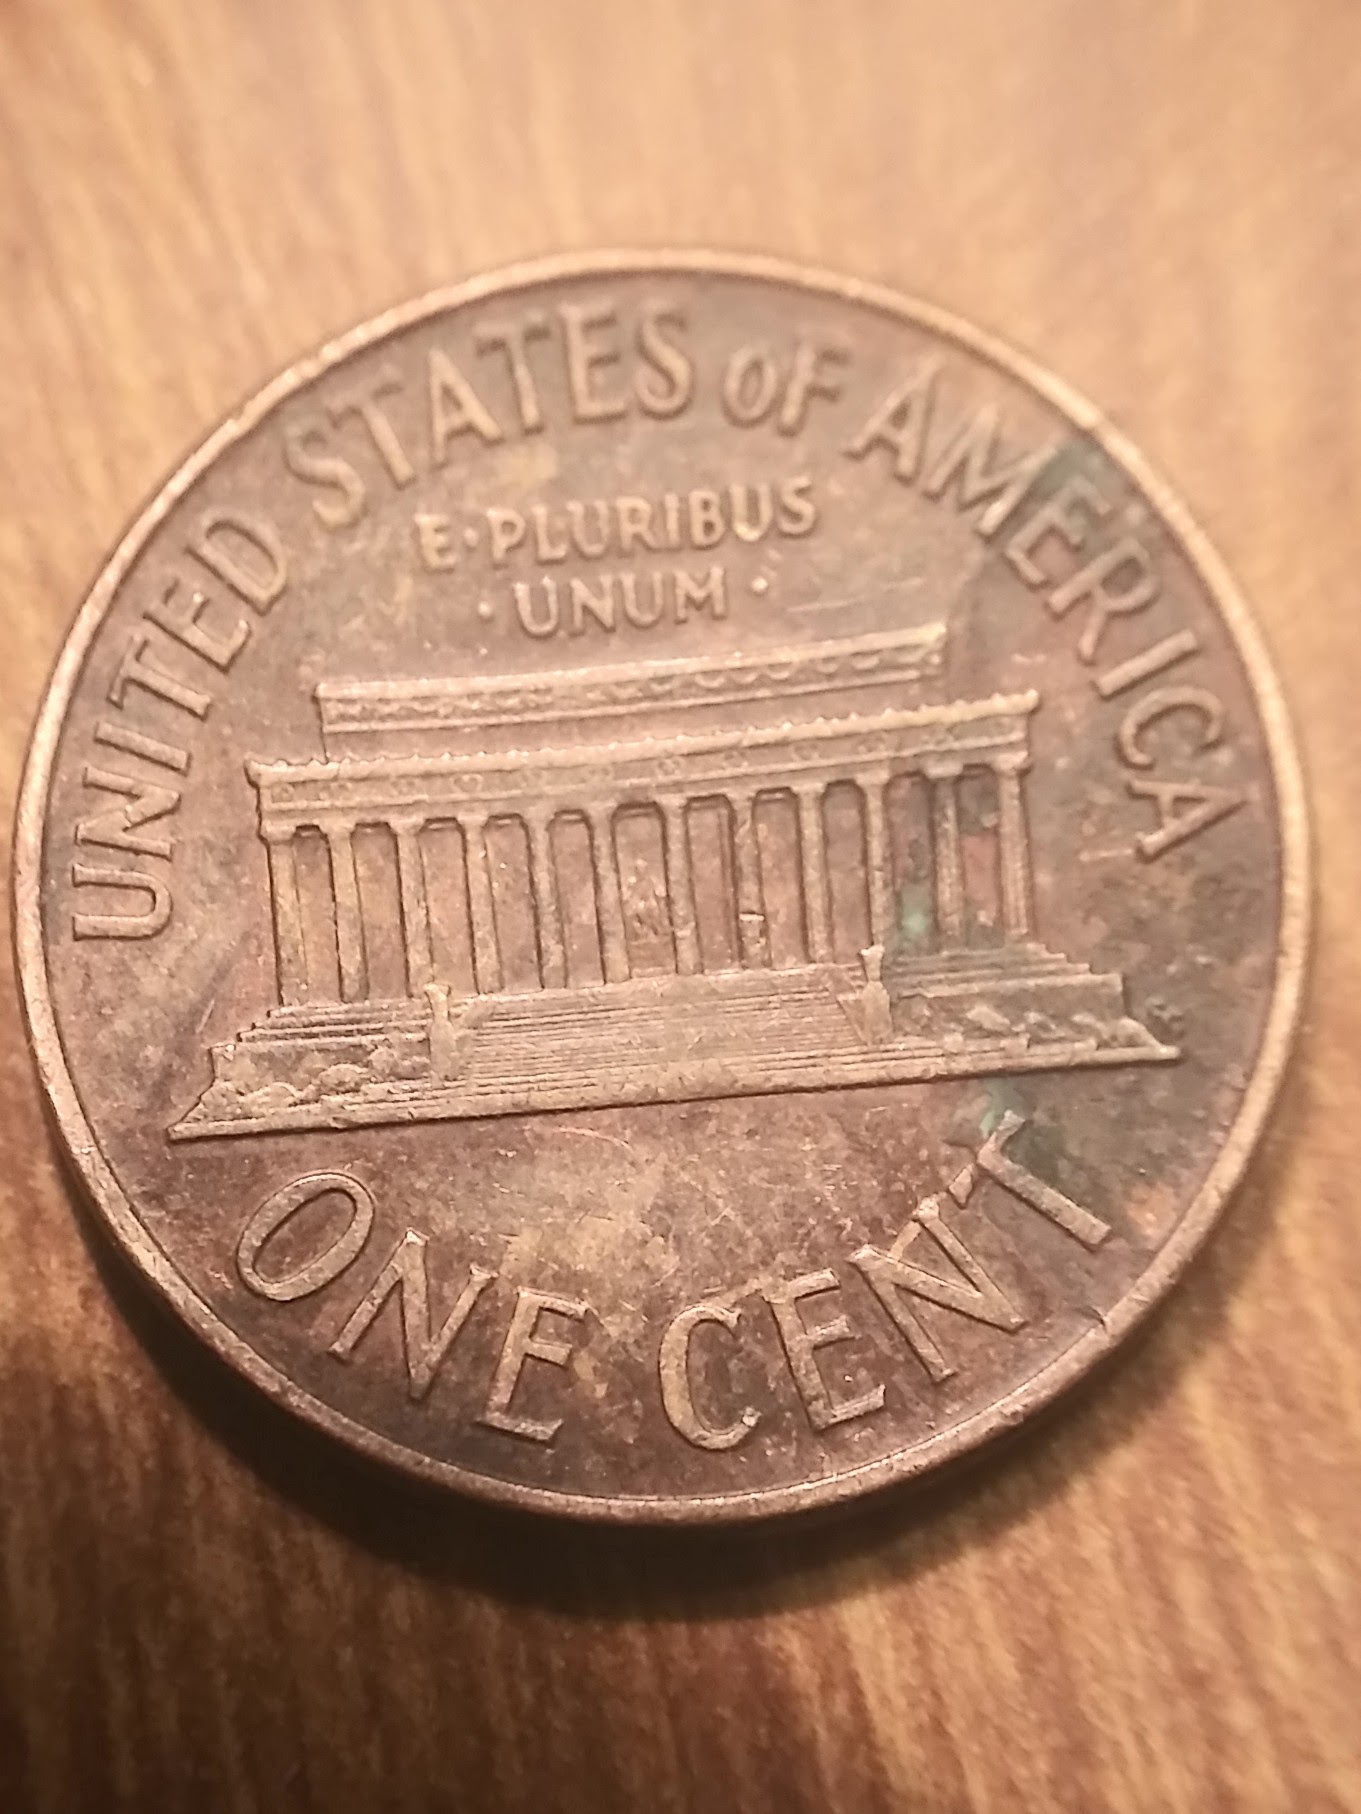 UNITED STATES OF AMERICA
E·PLURIBUS
·UNUM·
ONE CENT